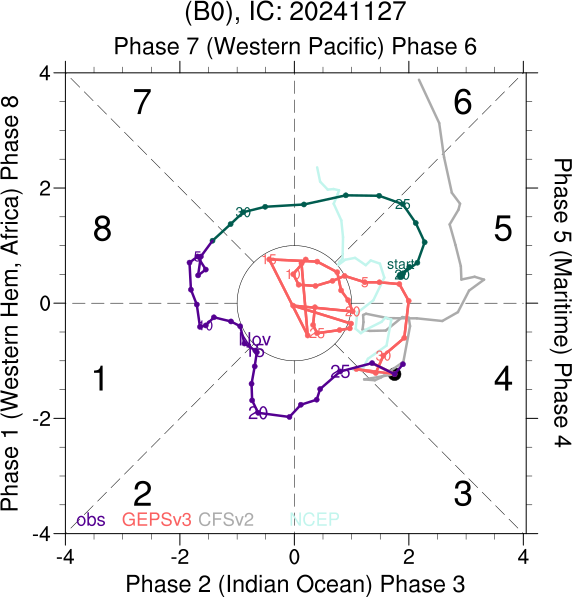 (B0), IC: 20241127
Phase 7 (Western Pacific) Phase 6
4
2
0
-2
-4
Phase 1 (Western Hem, Africa) Phase 8
Phase 5 (Maritime) Phase 4
7
6
8
5
1
4
2
3
30
25
start
20
15
10
5
5
10
20
25
30
Nov
15
25
20
obs
GEPSv3
CFSv2
NCEP
-4
-2
0
2
4
Phase 2 (Indian Ocean) Phase 3